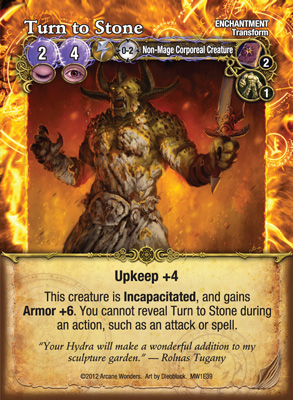 Turn to Stone
ENCHANTMENT
Transform
2 4 0-2 Non-Mage Corporeal Creature
2
1
Upkeep +4
This creature is Incapacitated, and gains
Armor +6. You cannot reveal Turn to Stone during
an action, such as an attack or spell.
"Your Hydra will make a wonderful addition to my
sculpture garden." — Rolnas Tugany
©2012 Arcane Wonders. Art by Dleoblack. MW1E39